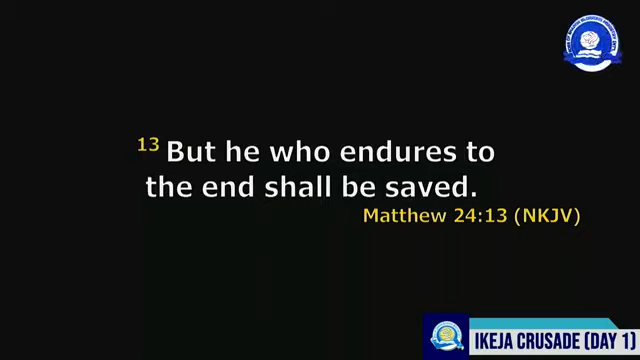 13 But he who endures to
the end shall be saved.
Matthew 24:13 (NKJV)
IKEJA CRUSADE (DAY 1)